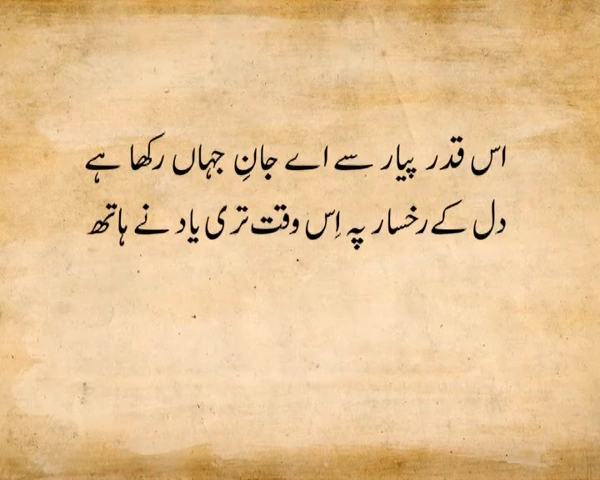 اس قدر پیار سے اے جانِ جہاں رکھا ہے
دل کے رخسار پہ اِس وقت تری یاد نے ہاتھ